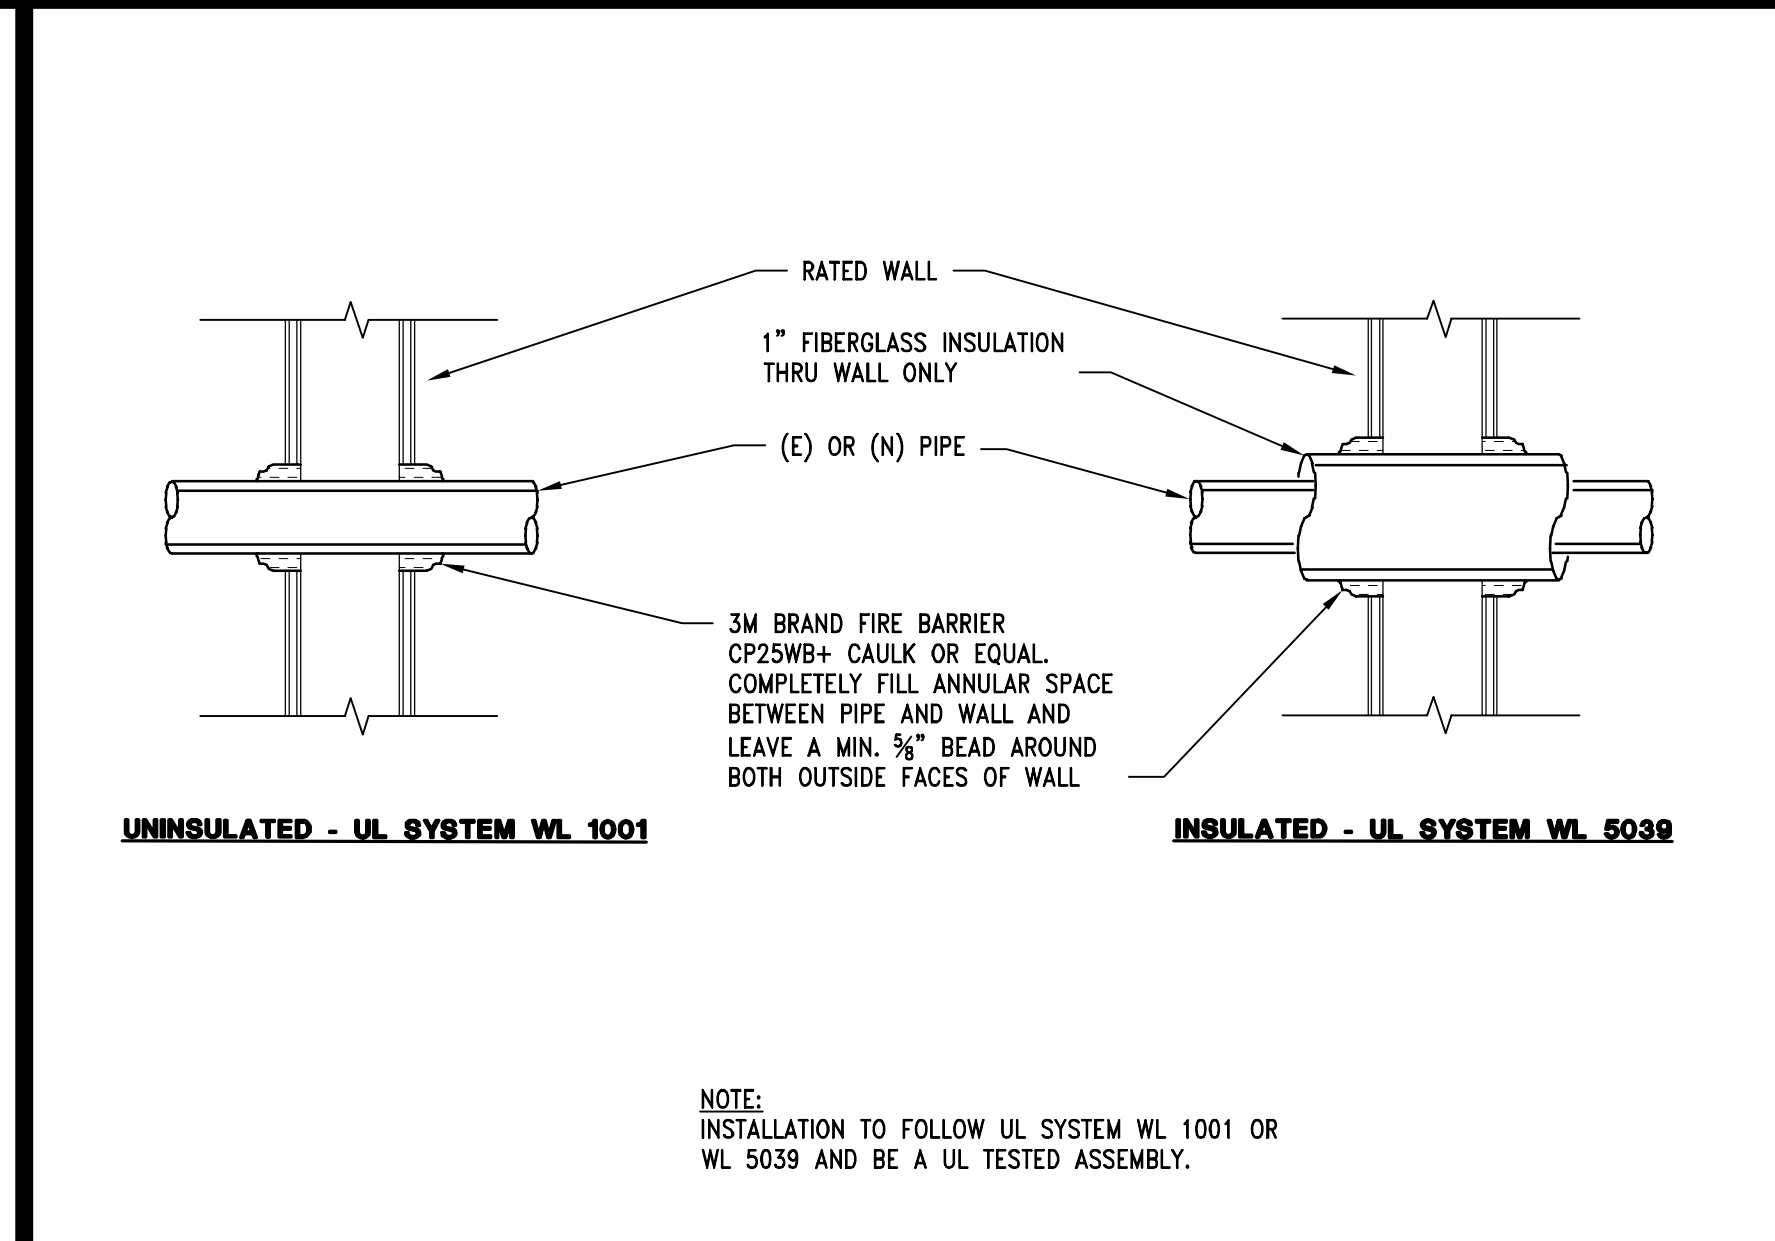 RATED WALL
1" FIBERGLASS INSULATION
THRU WALL ONLY
(E) OR (N) PIPE
3M BRAND FIRE BARRIER
CP25WB+ CAULK OR EQUAL.
COMPLETELY FILL ANNULAR SPACE
BETWEEN PIPE AND WALL AND
LEAVE A MIN. ⅝" BEAD AROUND
BOTH OUTSIDE FACES OF WALL
UNINSULATED - UL SYSTEM WL 1001
INSULATED - UL SYSTEM WL 5039
NOTE:
INSTALLATION TO FOLLOW UL SYSTEM WL 1001 OR
WL 5039 AND BE A UL TESTED ASSEMBLY.